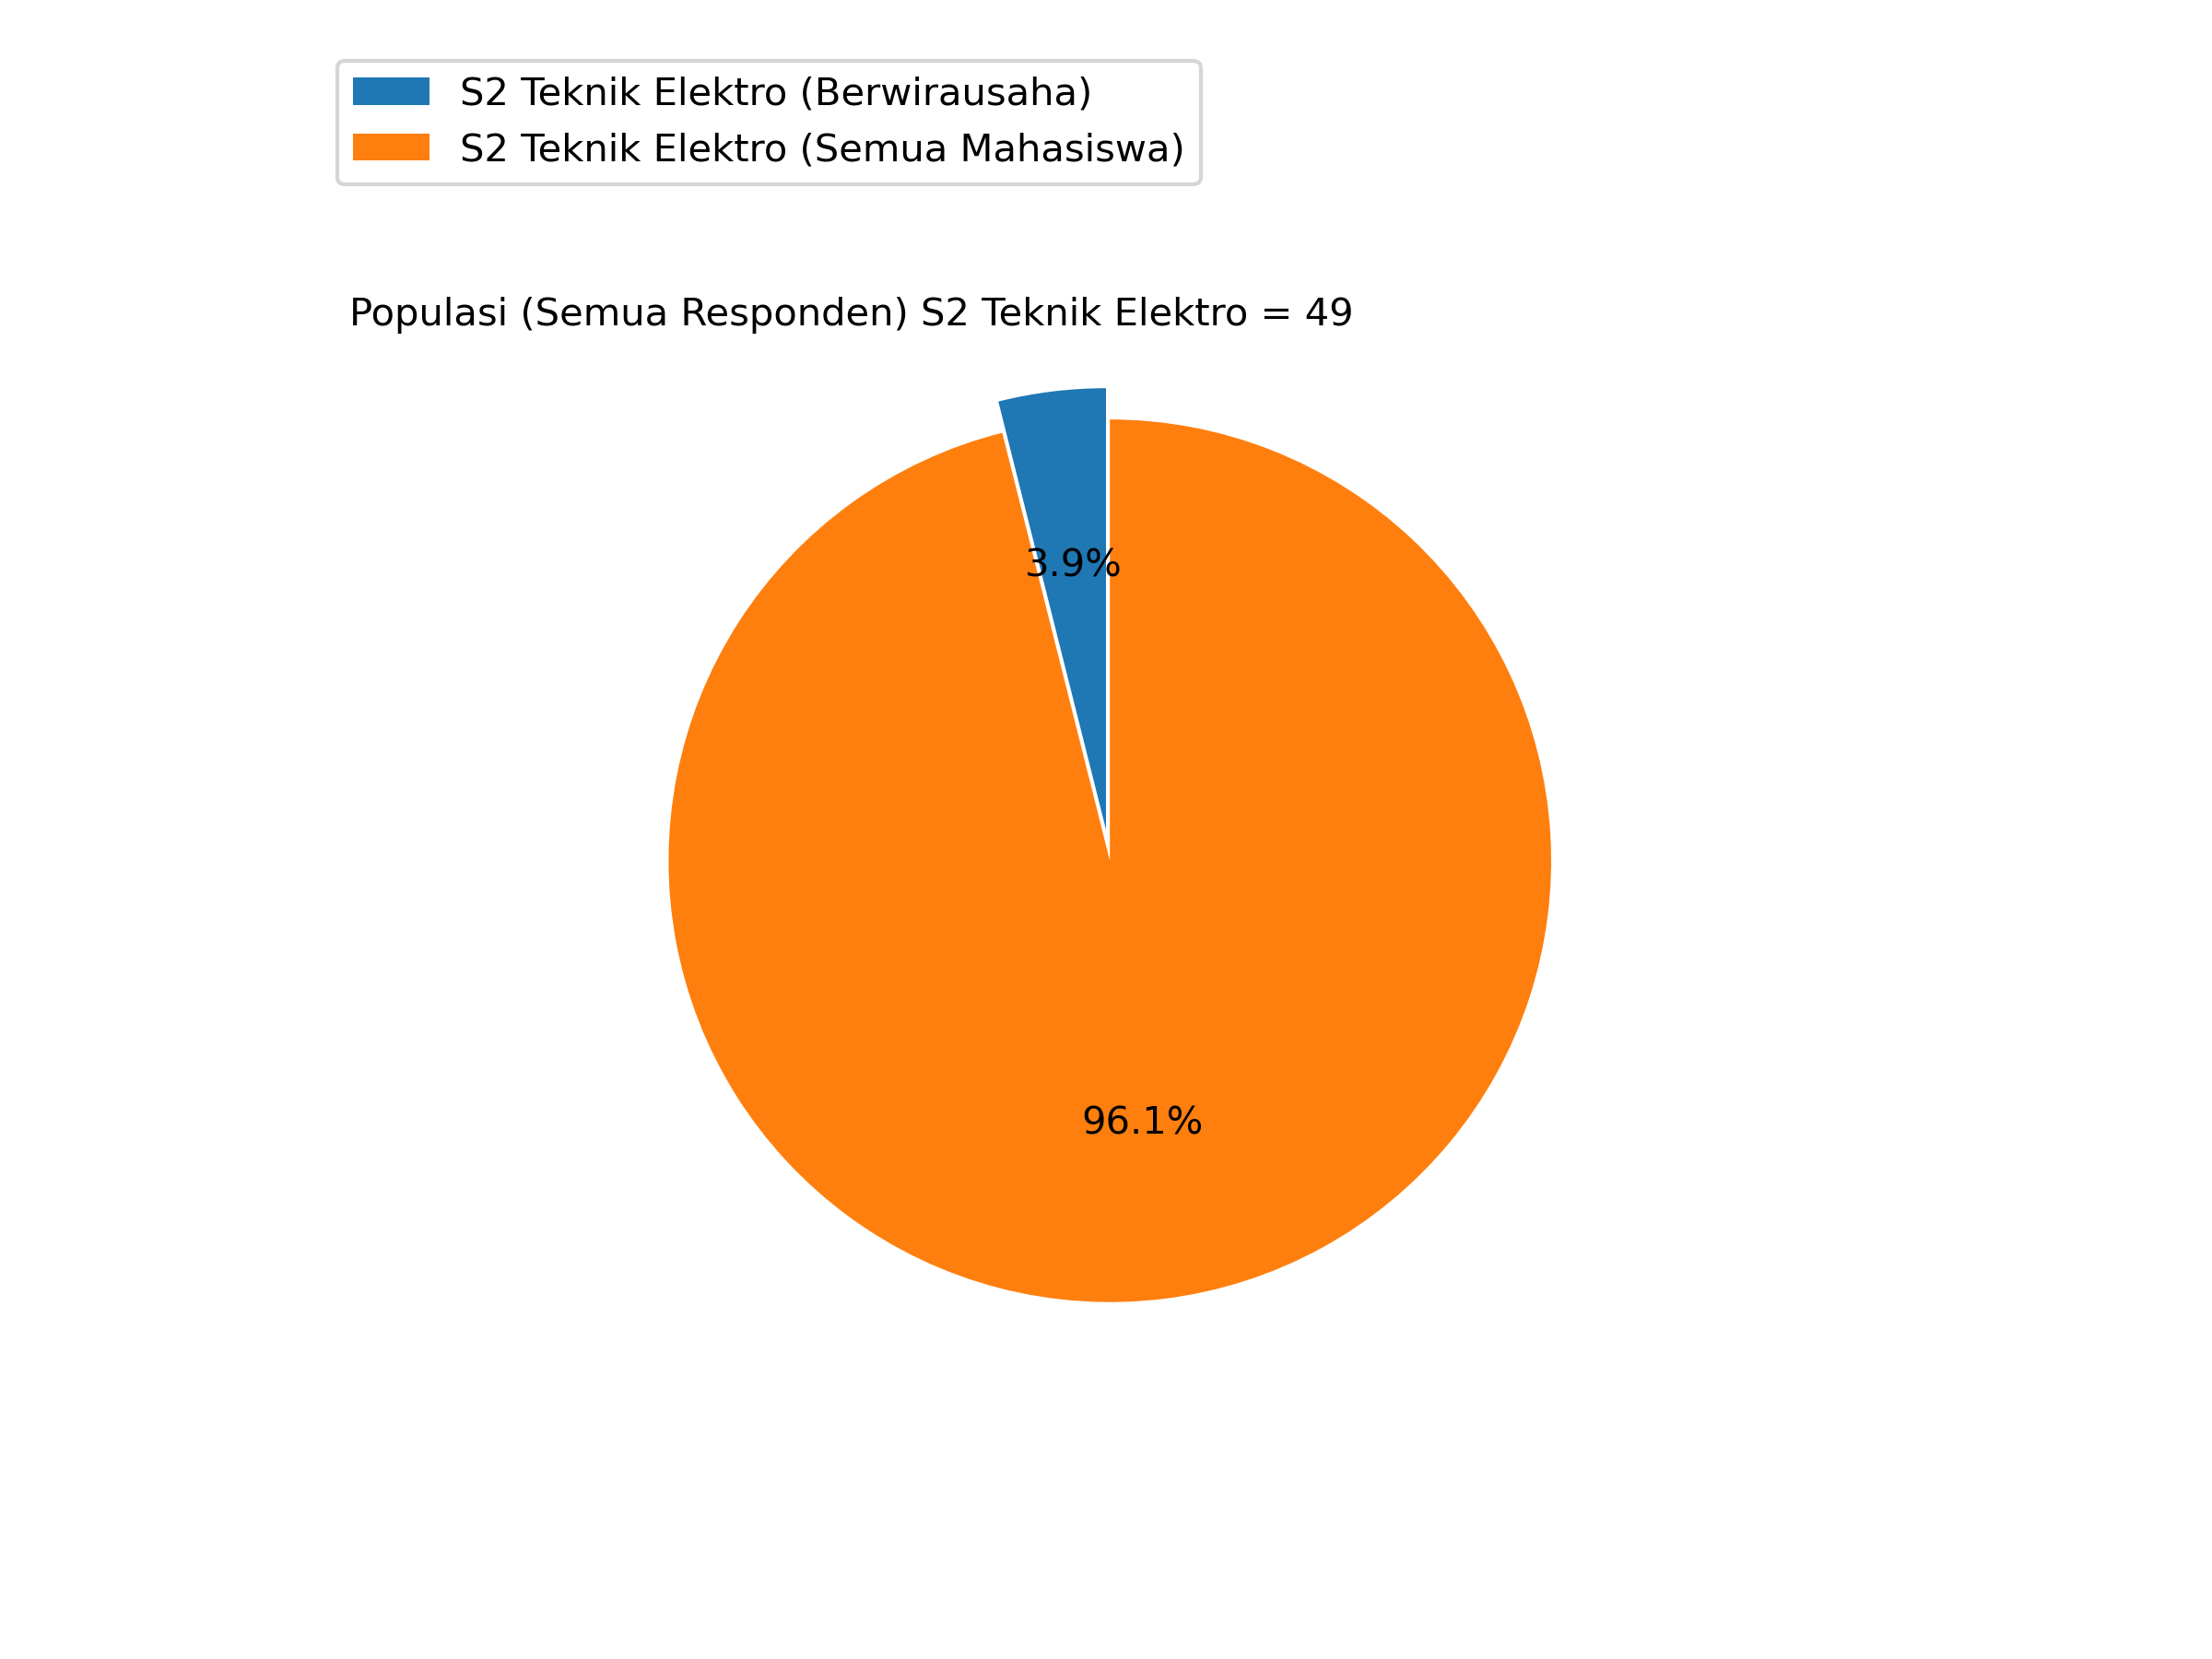 S2 Teknik Elektro (Berwirausaha)
S2 Teknik Elektro (Semua Mahasiswa)
Populasi (Semua Responden) S2 Teknik Elektro = 49
3.9%
96.1%